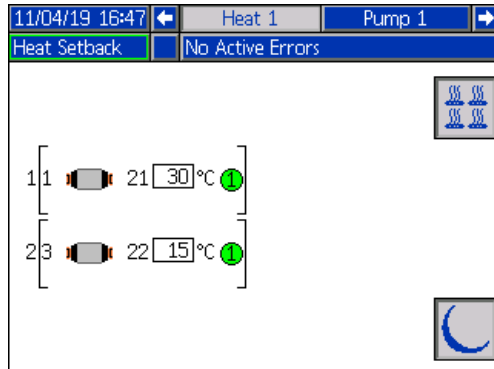 11/04/19 16:47 Heat 1 Pump 1
Heat Setback No Active Errors
1 1 21 30 °C 1
2 3 22 15 °C 1